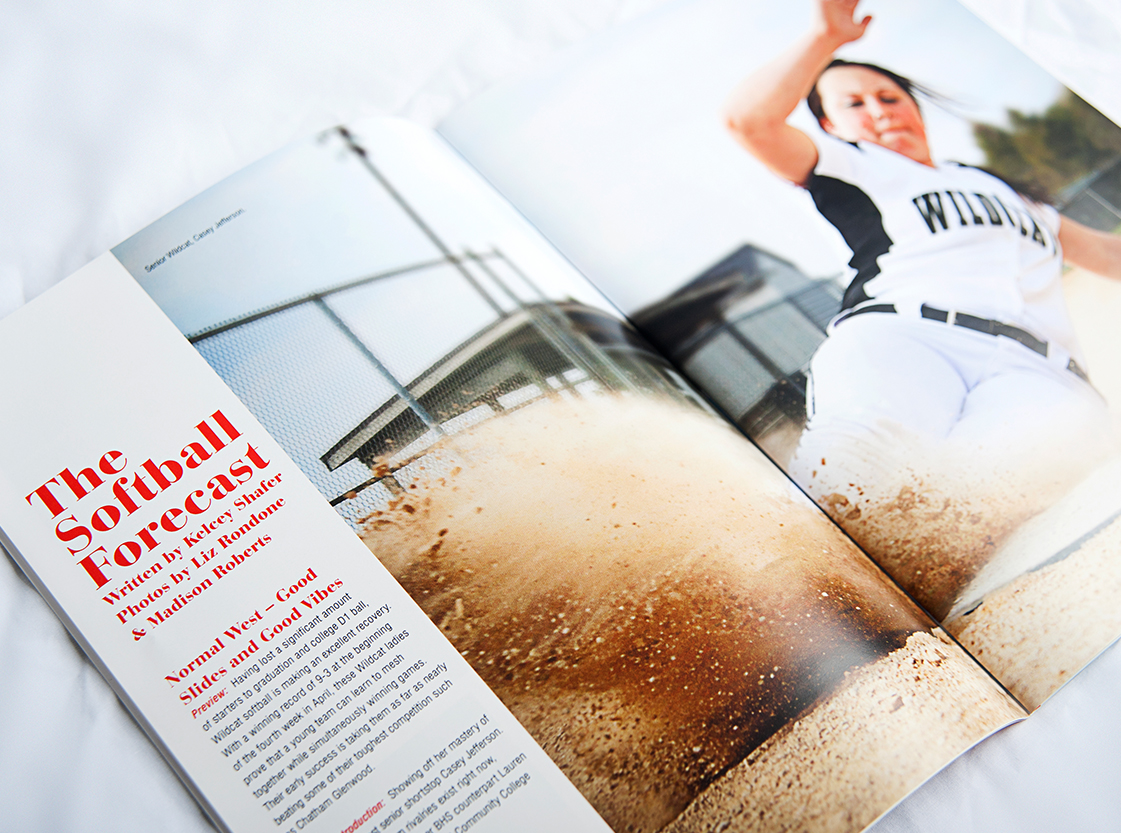 Senior Wildcat, Casey Jefferson
The
Softball
Forecast
Written by Kelcey Shafer
Photos by Liz Rondone
& Madison Roberts
Normal West – Good
Slides and Good Vibes
Preview: Having lost a significant amount
of starters to graduation and college D1 ball,
Wildcat softball is making an excellent recovery.
With a winning record of 9-3 at the beginning
of the fourth week in April, these Wildcat ladies
prove that a young team can learn to mesh
together while simultaneously winning games.
Their early success is taking them as far as nearly
beating some of their toughest competition such
Chatham Glenwood.
Showing off her mastery of
senior shortstop Casey Jefferson.
rivalries exist right now,
BHS counterpart Lauren
Community College
WILDCA